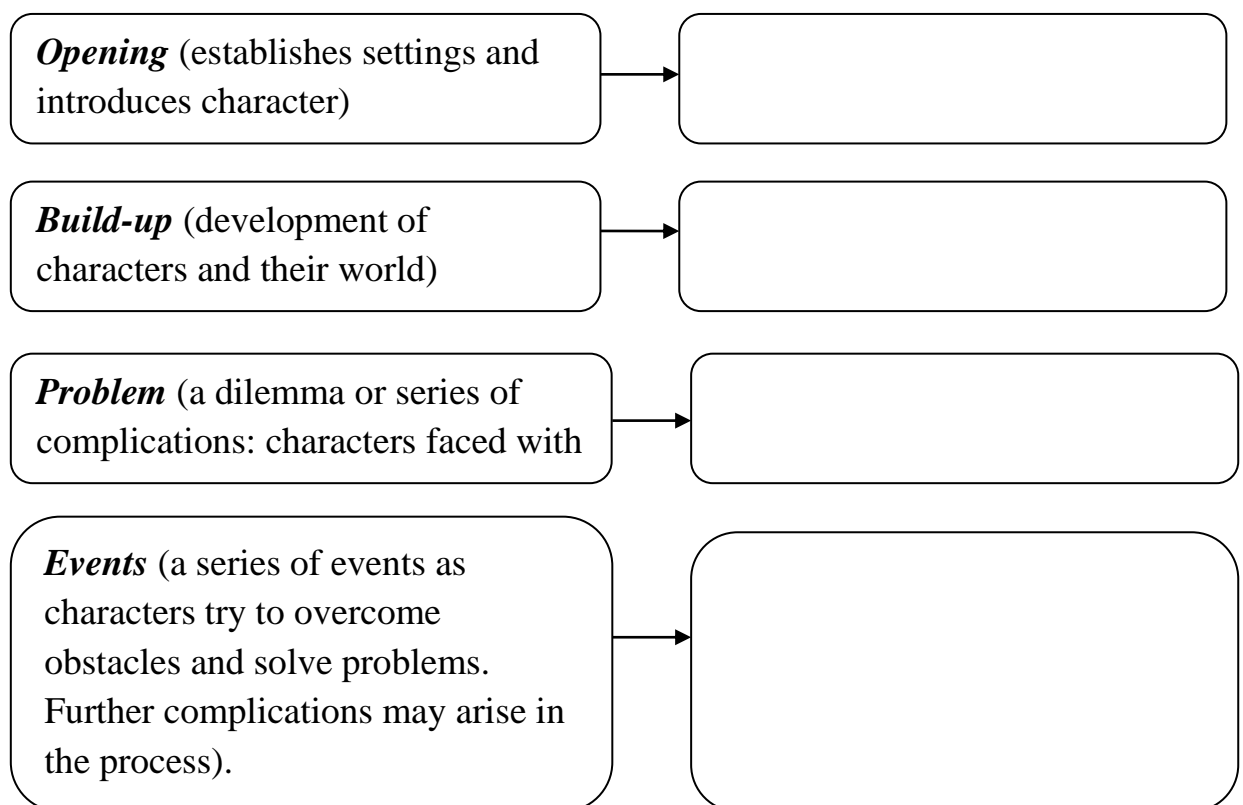 Opening (establishes settings and
introduces character)
Build-up (development of
characters and their world)
Problem (a dilemma or series of
complications: characters faced with
Events (a series of events as
characters try to overcome
obstacles and solve problems.
Further complications may arise in
the process).